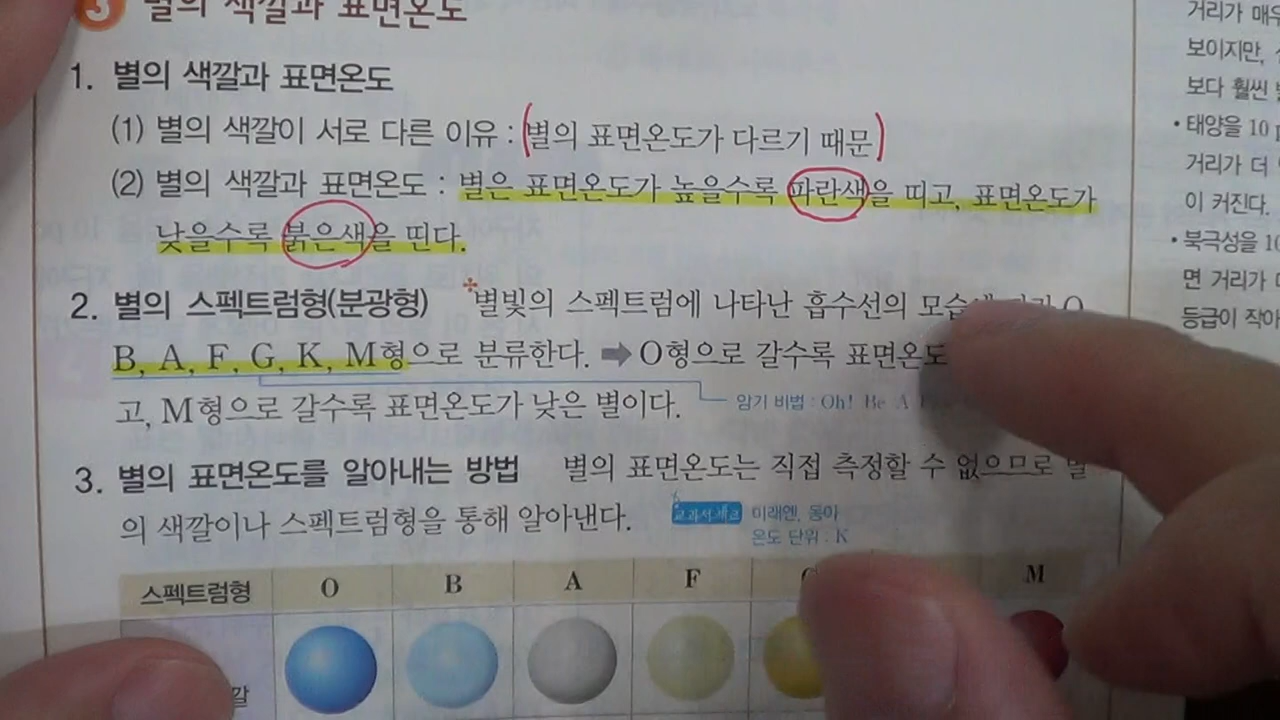 3 별의 색깔과 표면온도
1. 별의 색깔과 표면온도
(1) 별의 색깔이 서로 다른 이유 : 별의 표면온도가 다르기 때문
(2) 별의 색깔과 표면온도 : 별은 표면온도가 높을수록 파란색을 띠고, 표면온도가
낮을수록 붉은색을 띤다.
2. 별의 스펙트럼형(분광형) 별빛의 스펙트럼에 나타난 흡수선의 O,
B, A, F, G, K, M형으로 분류한다. ➡ O형으로 갈수록 표면온도
고, M형으로 갈수록 표면온도가 낮은 별이다.
암기 비법 : Oh! Be A
3. 별의 표면온도를 알아내는 방법 별의 표면온도는 직접 측정할 수 없으므로 별
의 색깔이나 스펙트럼형을 통해 알아낸다.
교과서마다 미래엔, 동아
온도 단위 : K
스펙트럼형 O B A F M
거리가
보이지만,
보다 훨씬
• 태양을 10
거리가 더
이 커진다.
• 북극성을
면 거리가
등급이